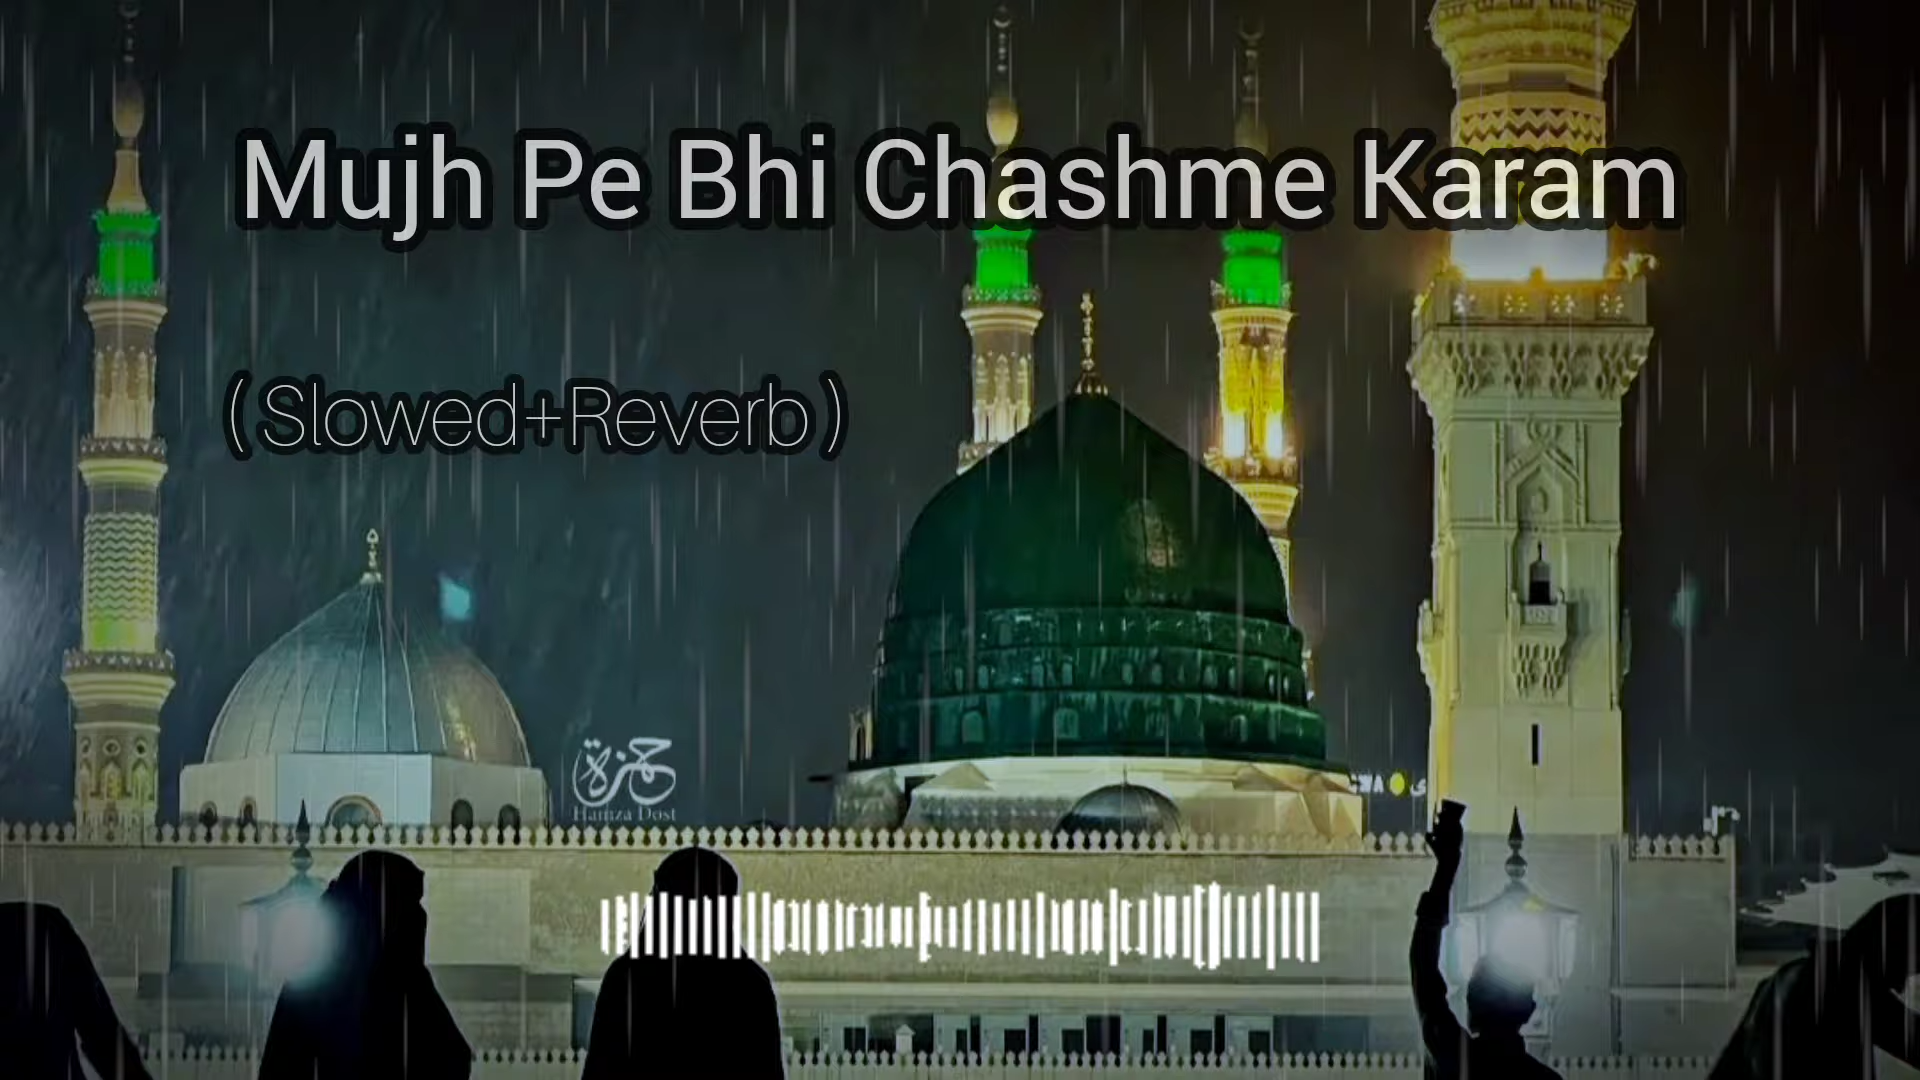 Mujh Pe Bhi Chashme Karam
(Slowed+Reverb)
حمزة
Hamza Dost